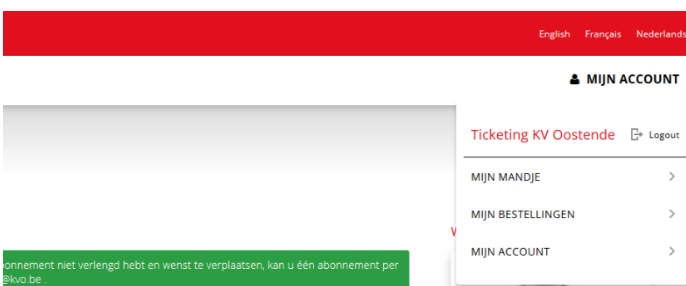 English Français Nederlands
MIJN ACCOUNT
Ticketing KV Oostende Logout
MIJN MANDJE
MIJN BESTELLINGEN
MIJN ACCOUNT
niet verlengd hebt en wenst te verplaatsen, kan u één abonnement per
@kvo.be .